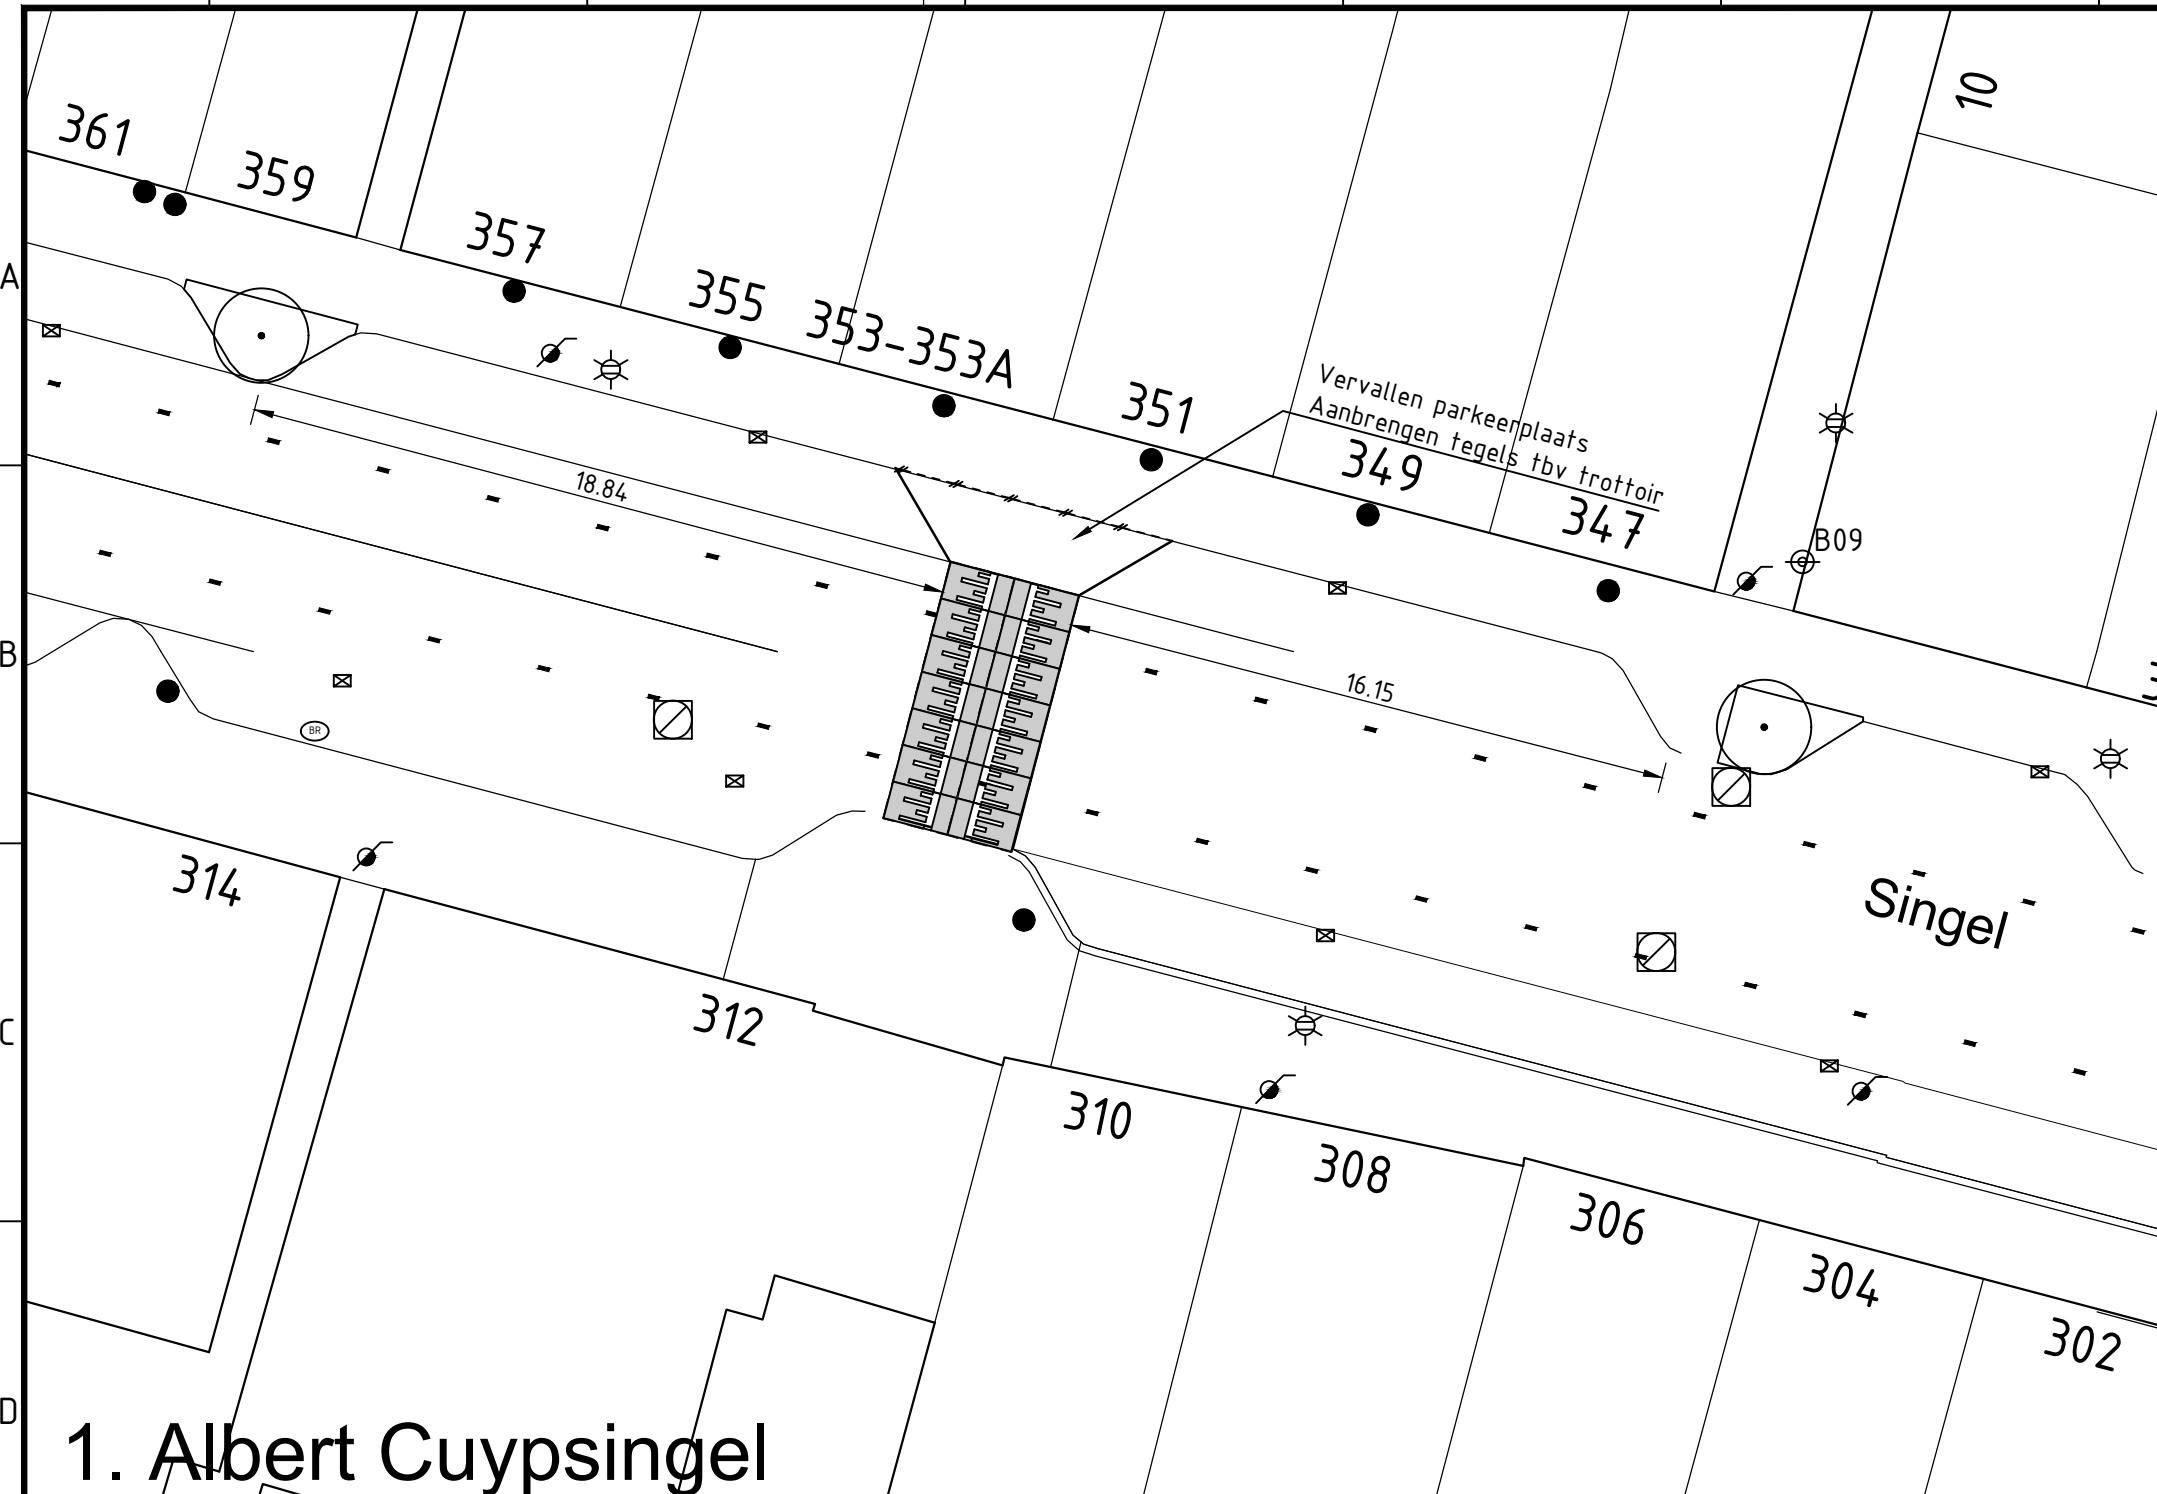 10
361
359
357
355
353-353A
351
349
347
Vervallen parkeerplaats
Aanbrengen tegels tbv trottoir
A
18.84
B09
B
16.15
BR
314
Singel
C
312
310
308
306
304
302
D
1. Albert Cuypsingel